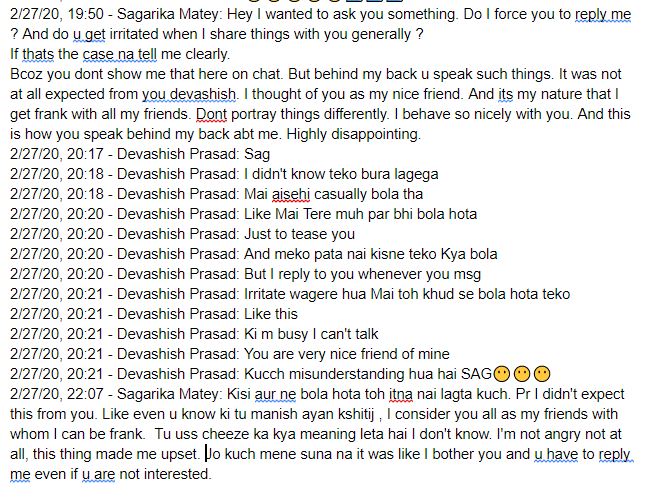 2/27/20, 19:50 - Sagarika Matey: Hey I wanted to ask you something. Do I force you to reply me
? And do u get irritated when I share things with you generally ?
If thats the case na tell me clearly.
Bcoz you dont show me that here on chat. But behind my back u speak such things. It was not
at all expected from you devashish. I thought of you as my nice friend. And its my nature that I
get frank with all my friends. Dont portray things differently. I behave so nicely with you. And this
is how you speak behind my back abt me. Highly disappointing.
2/27/20, 20:17 - Devashish Prasad: Sag
2/27/20, 20:18 - Devashish Prasad: I didn't know teko bura lagega
2/27/20, 20:18 - Devashish Prasad: Mai aisehi casually bola tha
2/27/20, 20:20 - Devashish Prasad: Like Mai Tere muh par bhi bola hota
2/27/20, 20:20 - Devashish Prasad: Just to tease you
2/27/20, 20:20 - Devashish Prasad: And meko pata nai kisne teko Kya bola
2/27/20, 20:20 - Devashish Prasad: But I reply to you whenever you msg
2/27/20, 20:21 - Devashish Prasad: Irritate wagere hua Mai toh khud se bola hota teko
2/27/20, 20:21 - Devashish Prasad: Like this
2/27/20, 20:21 - Devashish Prasad: Ki m busy I can't talk
2/27/20, 20:21 - Devashish Prasad: You are very nice friend of mine
2/27/20, 20:21 - Devashish Prasad: Kucch misunderstanding hua hai SAG😶😶😶
2/27/20, 22:07 - Sagarika Matey: Kisi aur ne bola hota toh itna nai lagta kuch. Pr I didn't expect
this from you. Like even u know ki tu manish ayan kshitij , I consider you all as my friends with
whom I can be frank.  Tu uss cheeze ka kya meaning leta hai I don't know. I'm not angry not at
all, this thing made me upset. Jo kuch mene suna na it was like I bother you and u have to reply
me even if u are not interested.